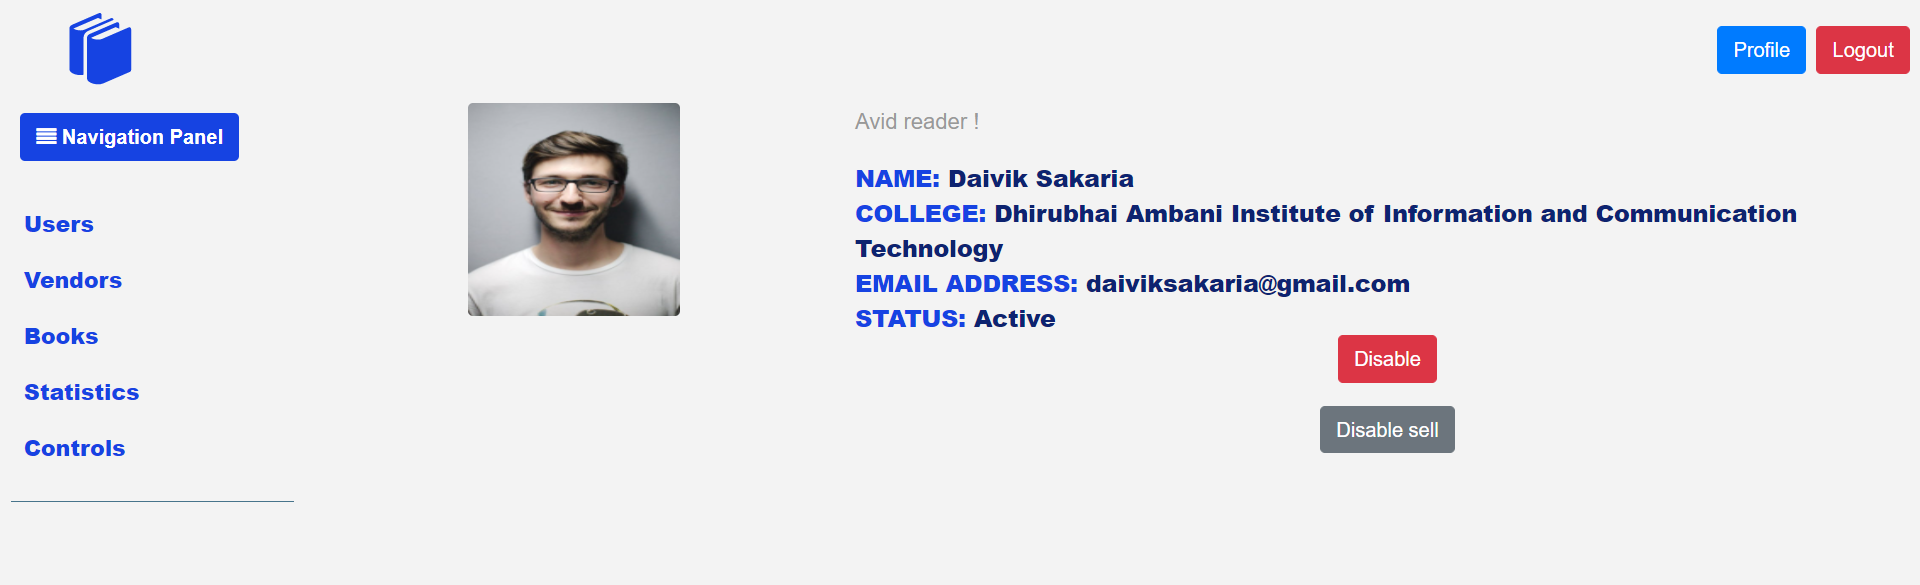 Profile
Logout
Navigation Panel
Users
Vendors
Books
Statistics
Controls
Avid reader !
NAME: Daivik Sakaria
COLLEGE: Dhirubhai Ambani Institute of Information and Communication
Technology
EMAIL ADDRESS: daiviksakaria@gmail.com
STATUS: Active
Disable
Disable sell